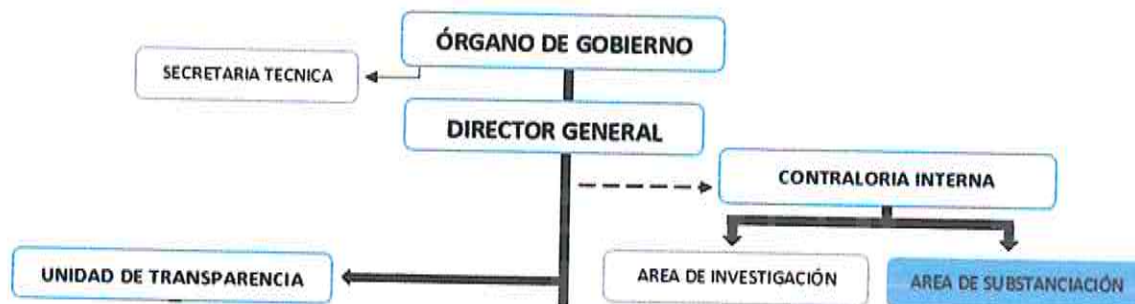 ÓRGANO DE GOBIERNO
SECRETARIA TECNICA
DIRECTOR GENERAL
CONTRALORIA INTERNA
UNIDAD DE TRANSPARENCIA
AREA DE INVESTIGACIÓN
AREA DE SUBSTANCIACIÓN